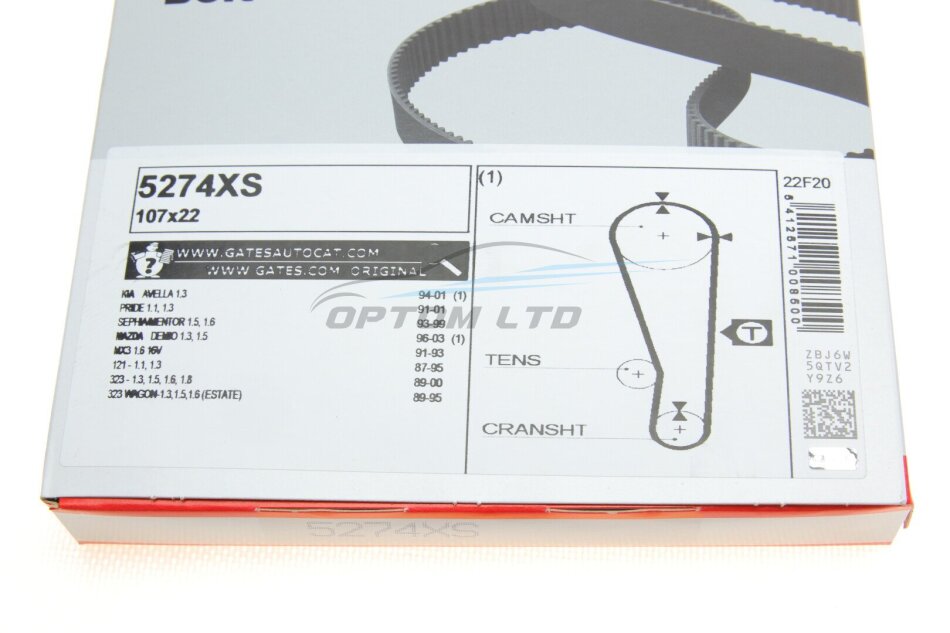 5274XS
107x22
WWW.GATESAUTOCAT.COM
WWW GATES.COM ORIGINAL
KIA AVELLA 1.3 94-01 (1)
PRIDE 1.1, 1.3 91-01
SEPHIA/MENTOR 1.5, 1.6 93-99
MAZDA DEMIO 1.3, 1.5 96-03 (1)
MX3 1.6 16V 91-93
121 - 1.1, 1.3 87-95
323 - 1.3, 1.5, 1.6, 1.8 89-00
323 WAGON-1.3,1.5,1.6 (ESTATE) 89-95
(1)
CAMSHT
T
TENS
CRANSHT
22F20
5412571008600
ZBJ6W
5QTV2
Y9Z6
OPTOM LTD
5274XS